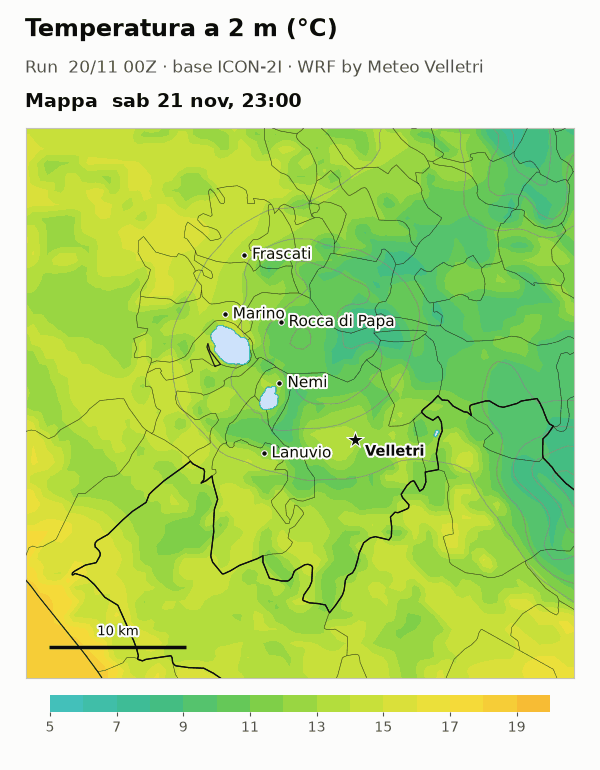 Temperatura a 2 m (°C)
Run  20/11 00Z · base ICON-2I · WRF by Meteo Velletri
Mappa  sab 21 nov, 23:00
Frascati
Marino
Rocca di Papa
Nemi
Velletri
Lanuvio
10 km
5 7 9 11 13 15 17 19